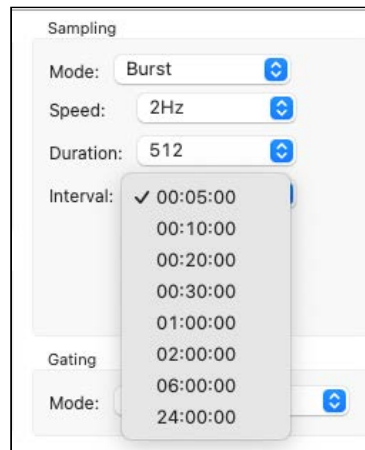 Sampling
Mode: Burst
Speed: 2Hz
Duration: 512
Interval: ✓ 00:05:00
00:10:00
00:20:00
00:30:00
01:00:00
02:00:00
06:00:00
24:00:00
Gating
Mode: